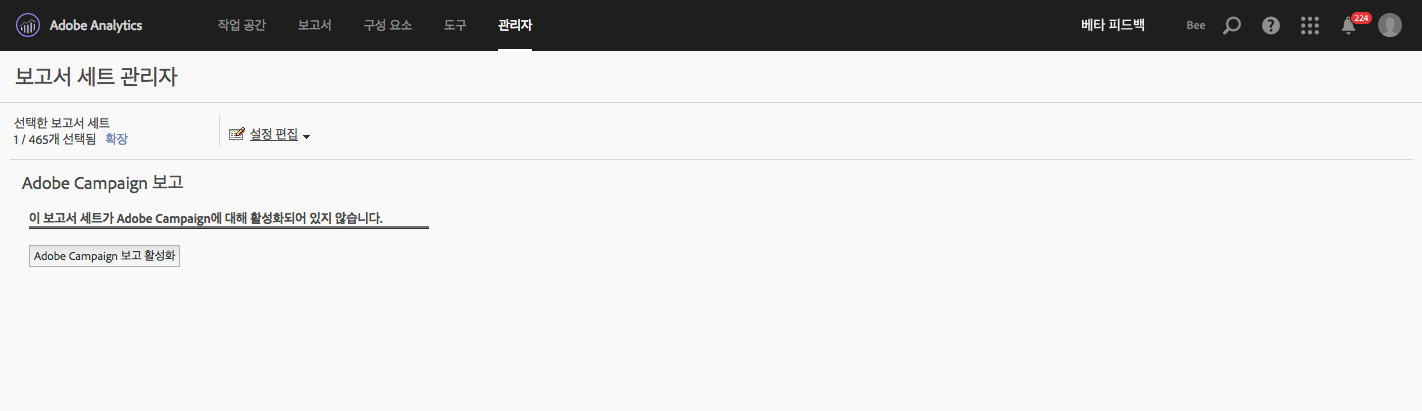 Adobe Analytics 작업 공간 보고서 구성 요소 도구 관리자 베타 피드백 Bee 224
보고서 세트 관리자
선택한 보고서 세트
1 / 465개 선택됨 확장
설정 편집
Adobe Campaign 보고
이 보고서 세트가 Adobe Campaign에 대해 활성화되어 있지 않습니다.
Adobe Campaign 보고 활성화